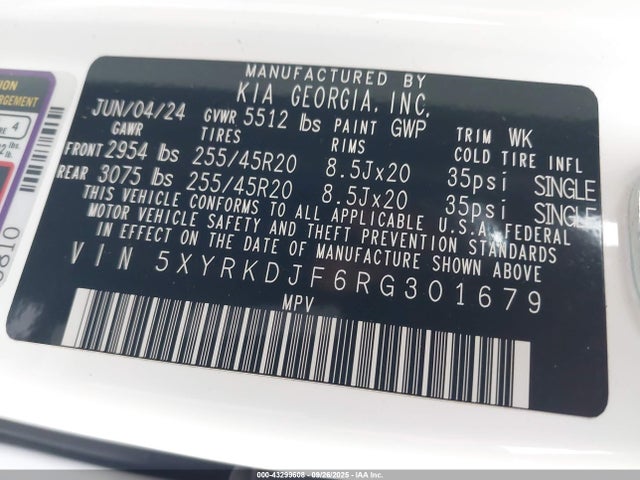 MANUFACTURED BY
KIA GEORGIA, INC.
JUN/04/24 GVWR 5512 lbs PAINT GWP TRIM WK
GAWR TIRES RIMS COLD TIRE INFL
FRONT 2954 lbs 255/45R20 8.5Jx20 35psi SINGLE
REAR 3075 lbs 255/45R20 8.5Jx20 35psi SINGLE
THIS VEHICLE CONFORMS TO ALL APPLICABLE U.S.A. FEDERAL
MOTOR VEHICLE SAFETY AND THEFT PREVENTION STANDARDS
IN EFFECT ON THE DATE OF MANUFACTURE SHOWN ABOVE
VIN 5XYRKDJF6RG301679
MPV
4
lbs.
lb.
000-43299608 - 09/26/2025 - IAA Inc.